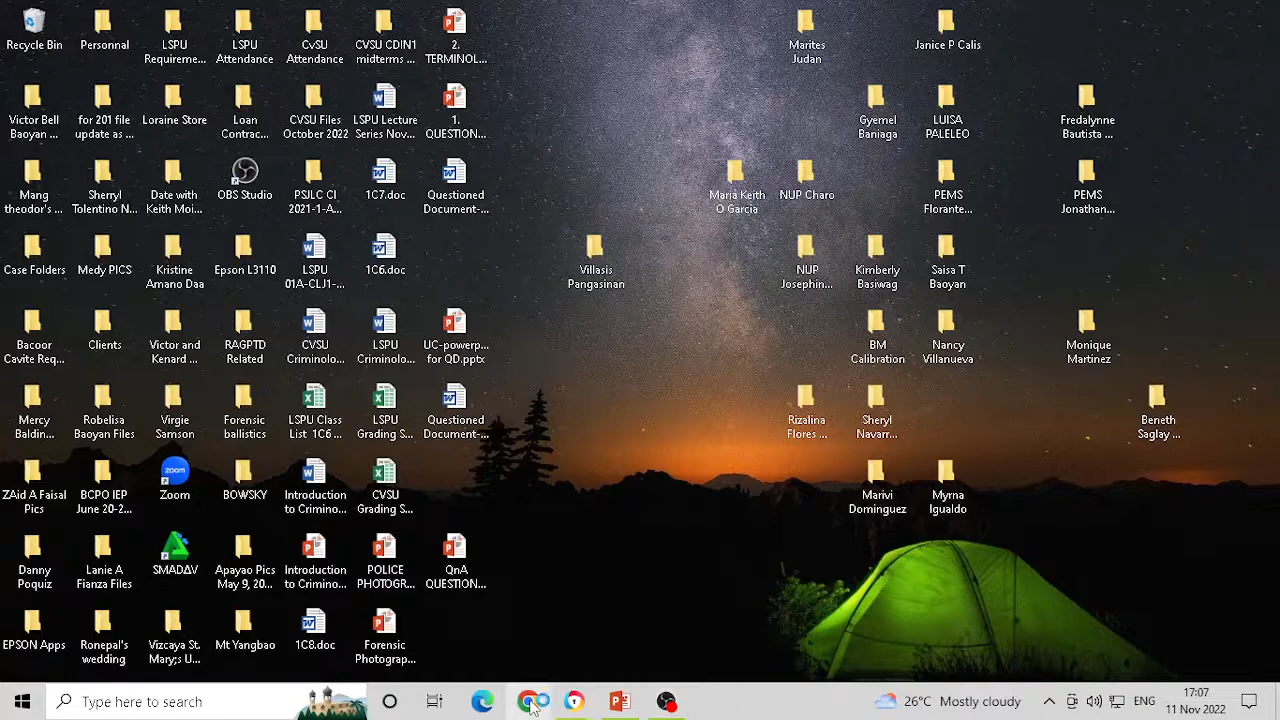 Recycle Bin
Personnal
LSPU
Requireme...
LSPU
Attendance
CvSU
Attendance
CVSU CDIN1
midterms ...
2.
TERMINOL...
Marites
Judan
Janice P Calis
Victor Bell
Baoyan ...
for 201 file
update as ...
Loraine Store
Loan
Contrac...
CVSU Files
October 2022
LSPU Lecture
Series Nov...
1.
QUESTION...
Gyemel
Baniaga
LUISA
PALELEO
Fredalynne
Bautista ...
Mang
theodor's ...
Sherryl
Tolentino N...
Date with
Keith Moi...
OBS Studio
PSJLC CI
2021-1-A...
1C7.doc
Questioned
Document-...
Maria Keith
O Garcia
NUP Charo
PEMS
Florante...
PEMS
Jonathan...
Case Folders
Medy PCS
Kristine
Amano Daa
Epson L3110
LSPU
01A-CLJ1-...
1C6.doc
Villasis
Pangasinan
NUP
Josephin...
Kimberly
Basiwag
Saisa T
Baoyan
Bacoor
Cavite Req...
Clients
Victor and
Kenard ...
RAGPTD
Related
CVSU
Criminolo...
LSPU
Criminolo...
UC-powerp...
for QD.pptx
BM
Calibration
Nancy
Villanueva
Monique
Martinez
Mercy
Baldin...
Robelisa
Baoyan Files
Virgie
Samson
Forensic
ballistics
LSPU Class
List 1C6 ...
LSPU
Grading S...
Questioned
Document-...
Rizalina
Flores ...
Sheryl
Navarr...
Beneth
Saglay ...
ZAid A Faisal
Pics
BCPO EP
June 20-2...
zoom
Zoom
BOWSKY
Introduction
to Crimino...
CVSU
Grading S...
Marivi
Dominguez
Myrna
Igualdo
Danny
Poquiz
Lanie A
Fianza Files
SMADΔV
Apayao Pics
May 9, 20...
Introduction
to Crimino...
POLICE
PHOTOGR...
QnA
QUESTION...
EPSON Apps
Ronepal's
wedding
Vizcaya St.
Mary;s U...
Mt Yangbao
1C8.doc
Forensic
Photograp...
Type here to search
26°C Mostly cloudy
ENG
17:07
11 Nov 2022